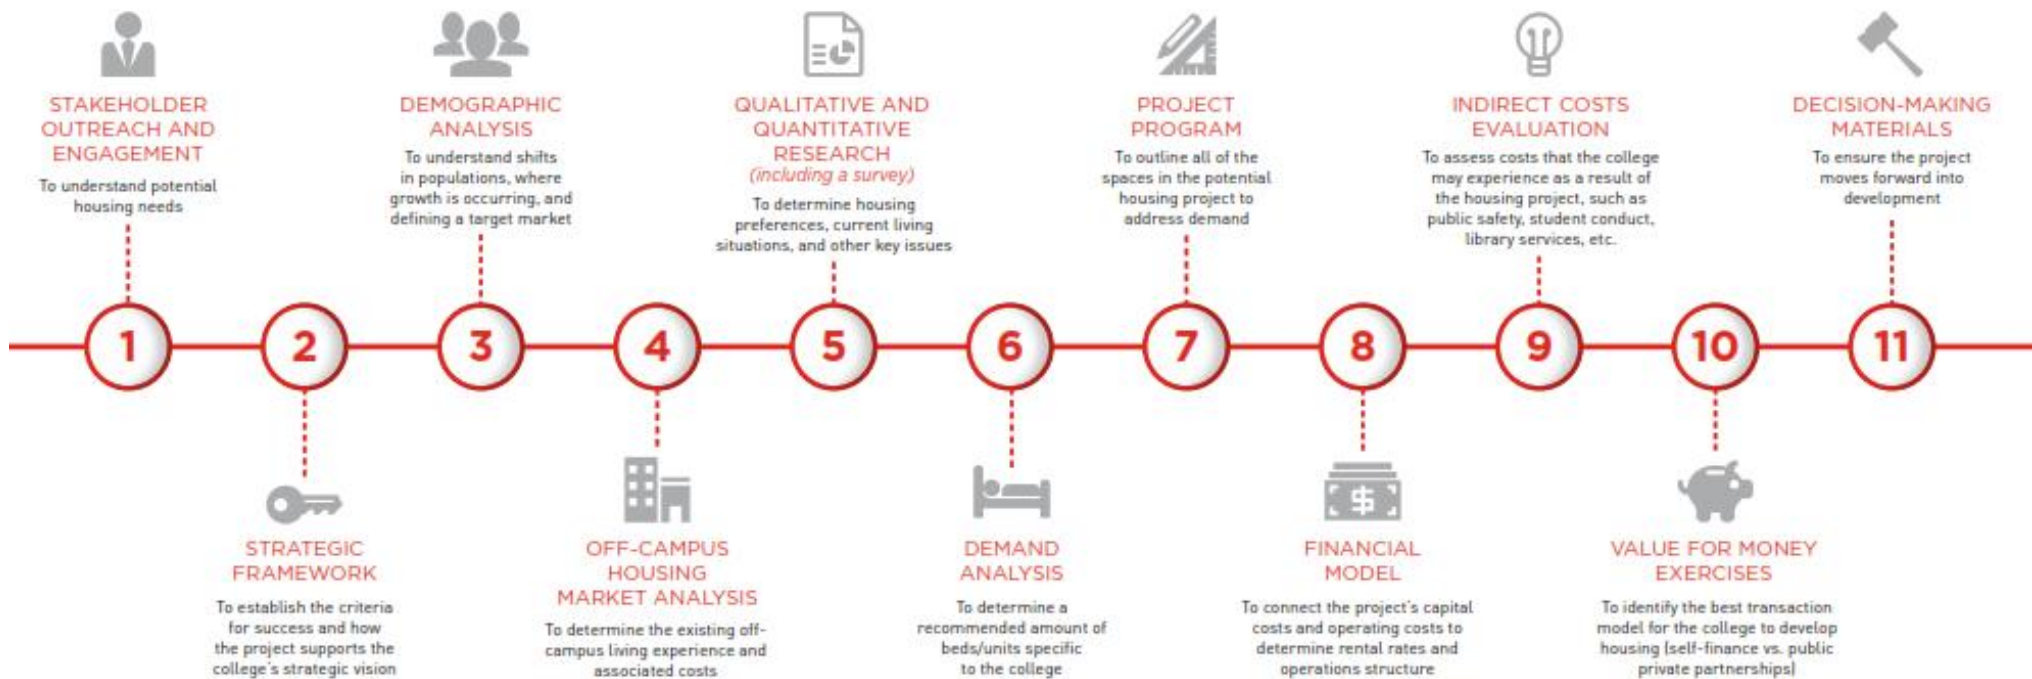 STAKEHOLDER
OUTREACH AND
ENGAGEMENT
To understand potential
housing needs
DEMOGRAPHIC
ANALYSIS
To understand shifts
in populations, where
growth is occurring, and
defining a target market
QUALITATIVE AND
QUANTITATIVE
RESEARCH
(including a survey)
To determine housing
preferences, current living
situations, and other key issues
PROJECT
PROGRAM
To outline all of the
spaces in the potential
housing project to
address demand
INDIRECT COSTS
EVALUATION
To assess costs that the college
may experience as a result of
the housing project, such as
public safety, student conduct,
library services, etc.
DECISION-MAKING
MATERIALS
To ensure the project
moves forward into
development
1
2
3
4
5
6
7
8
9
10
11
STRATEGIC
FRAMEWORK
To establish the criteria
for success and how
the project supports the
college's strategic vision
OFF-CAMPUS
HOUSING
MARKET ANALYSIS
To determine the existing off-
campus living experience and
associated costs
DEMAND
ANALYSIS
To determine a
recommended amount of
beds/units specific
to the college
$
FINANCIAL
MODEL
To connect the project's capital
costs and operating costs to
determine rental rates and
operations structure
VALUE FOR MONEY
EXERCISES
To identify the best transaction
model for the college to develop
housing (self-finance vs. public
private partnerships)